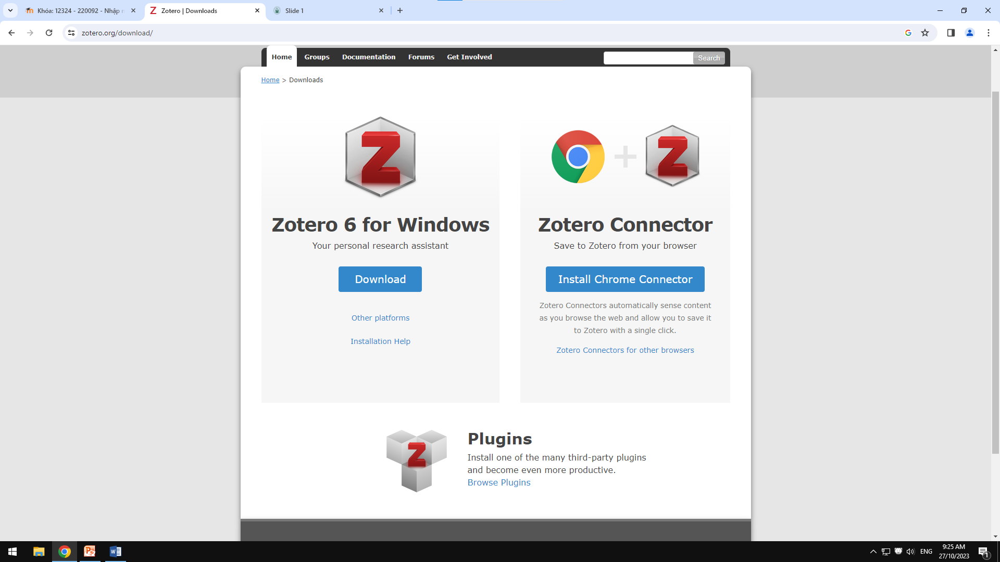 Khóa: 12324 - 220092 - Nhập
Zotero | Downloads
Slide 1
zotero.org/download/
Home Groups Documentation Forums Get Involved Search
Home > Downloads
Zotero 6 for Windows
Your personal research assistant
Download
Other platforms
Installation Help
Zotero Connector
Save to Zotero from your browser
Install Chrome Connector
Zotero Connectors automatically sense content
as you browse the web and allow you to save it
to Zotero with a single click.
Zotero Connectors for other browsers
Plugins
Install one of the many third-party plugins
and become even more productive.
Browse Plugins
ENG
9:25 AM
27/10/2023
1